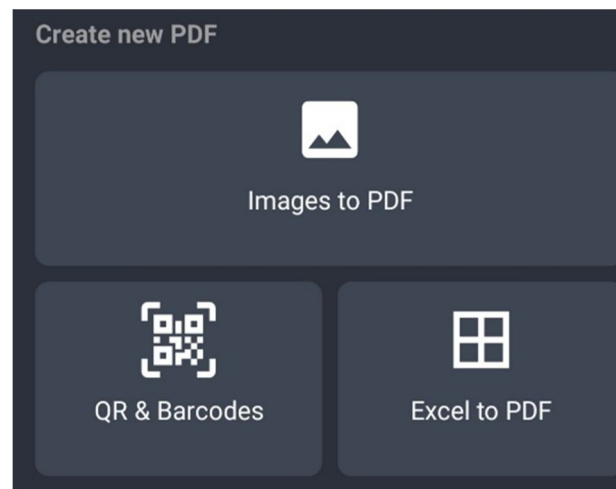 Create new PDF
Images to PDF
QR & Barcodes
Excel to PDF